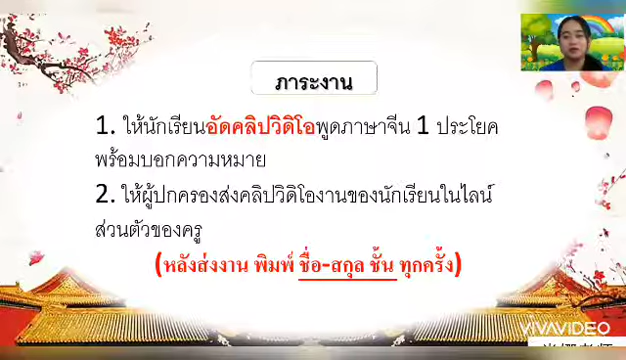 ภาระงาน
1. ให้นักเรียนอัดคลิปวิดิโอพูดภาษาจีน 1 ประโยค
พร้อมบอกความหมาย
2. ให้ผู้ปกครองส่งคลิปวิดิโองานของนักเรียนในไลน์
ส่วนตัวของครู
(หลังส่งงาน พิมพ์ ชื่อ-สกุล ชั้น ทุกครั้ง)
VIVAVIDEO